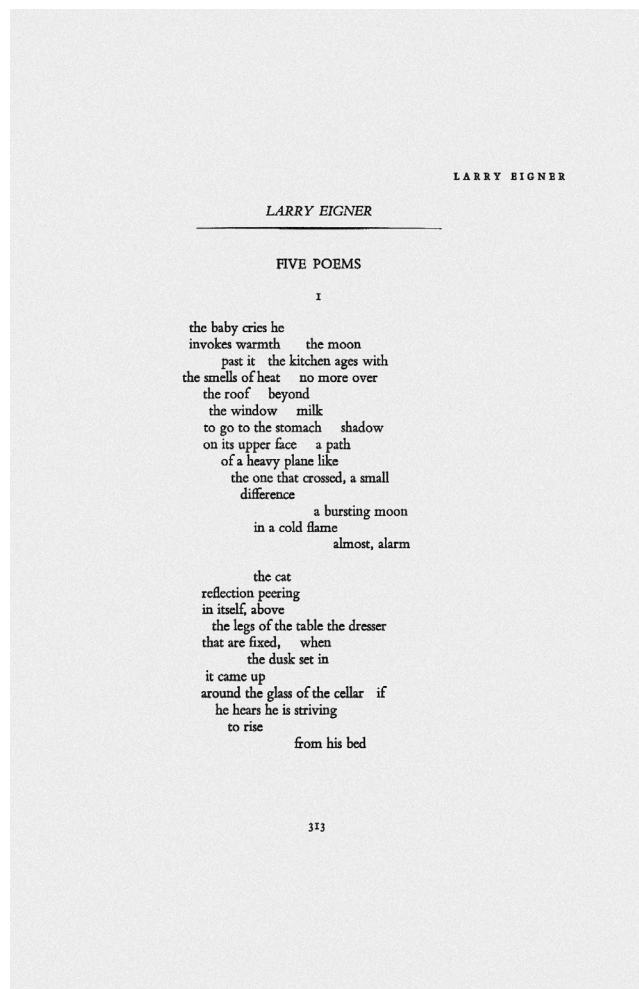 LARRY EIGNER
LARRY EIGNER
FIVE POEMS
I
the baby cries he
invokes warmth the moon
past it the kitchen ages with
the smells of heat no more over
the roof beyond
the window milk
to go to the stomach shadow
on its upper face a path
of a heavy plane like
the one that crossed, a small
difference
a bursting moon
in a cold flame
almost, alarm
the cat
reflection peering
in itself, above
the legs of the table the dresser
that are fixed, when
the dusk set in
it came up
around the glass of the cellar if
he hears he is striving
to rise
from his bed
313